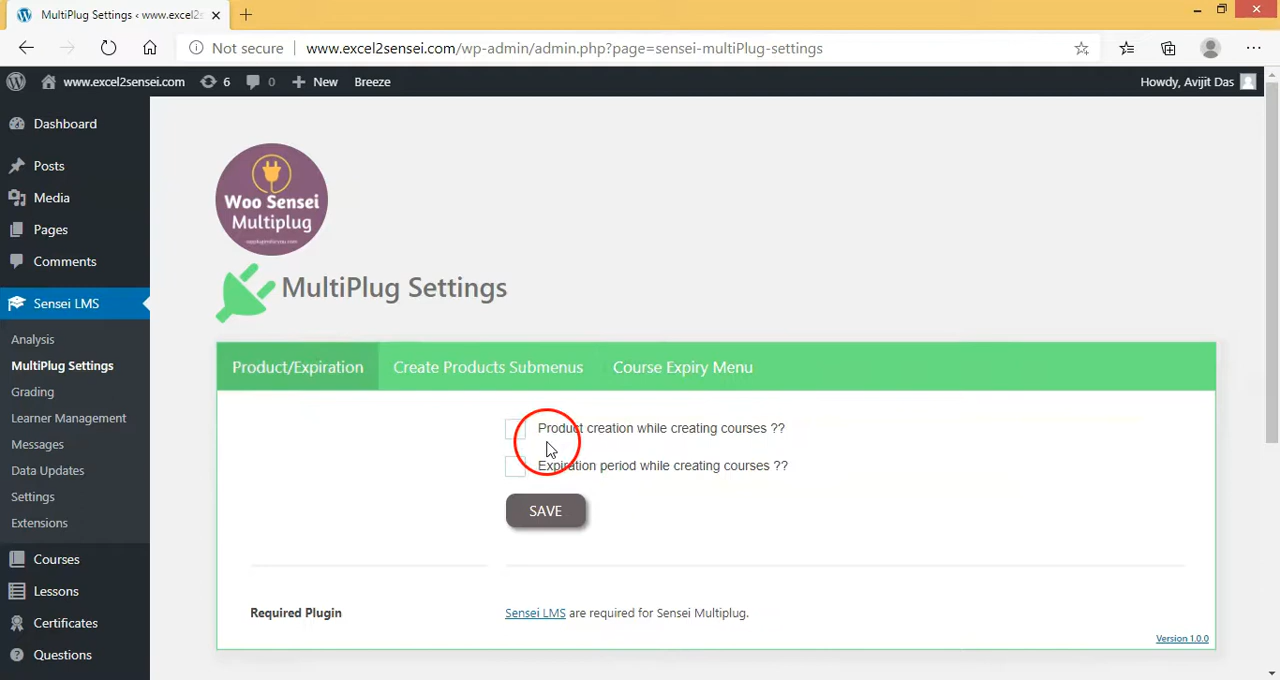 MultiPlug Settings ‹ www.excel2s
Not secure www.excel2sensei.com/wp-admin/admin.php?page=sensei-multiPlug-settings
www.excel2sensei.com 6 0 New Breeze Howdy, Avijit Das
Dashboard
Posts
Media
Pages
Comments
Sensei LMS
Analysis
MultiPlug Settings
Grading
Learner Management
Messages
Data Updates
Settings
Extensions
Courses
Lessons
Certificates
Questions
Woo Sensei
Multiplug
MultiPlug Settings
Product/Expiration Create Products Submenus Course Expiry Menu
Product creation while creating courses ??
Expiration period while creating courses ??
SAVE
Required Plugin Sensei LMS are required for Sensei Multiplug.
Version 1.0.0